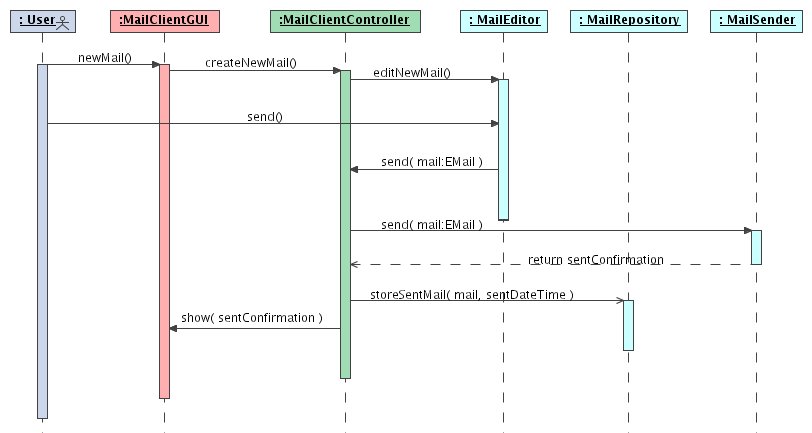 : User
:MailClientGUI
:MailClientController
: MailEditor
: MailRepository
: MailSender
newMail()
createNewMail()
editNewMail()
send()
send( mail:EMail )
send( mail:EMail )
return sentConfirmation
storeSentMail( mail, sentDateTime )
show( sentConfirmation )